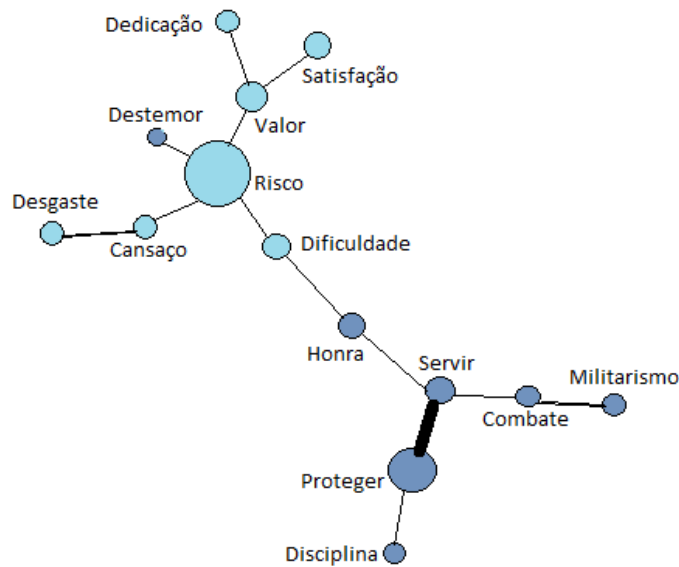 Dedicação
Satisfação
Destemor
Valor
Risco
Desgaste
Cansaço
Dificuldade
Honra
Servir
Militarismo
Combate
Proteger
Disciplina